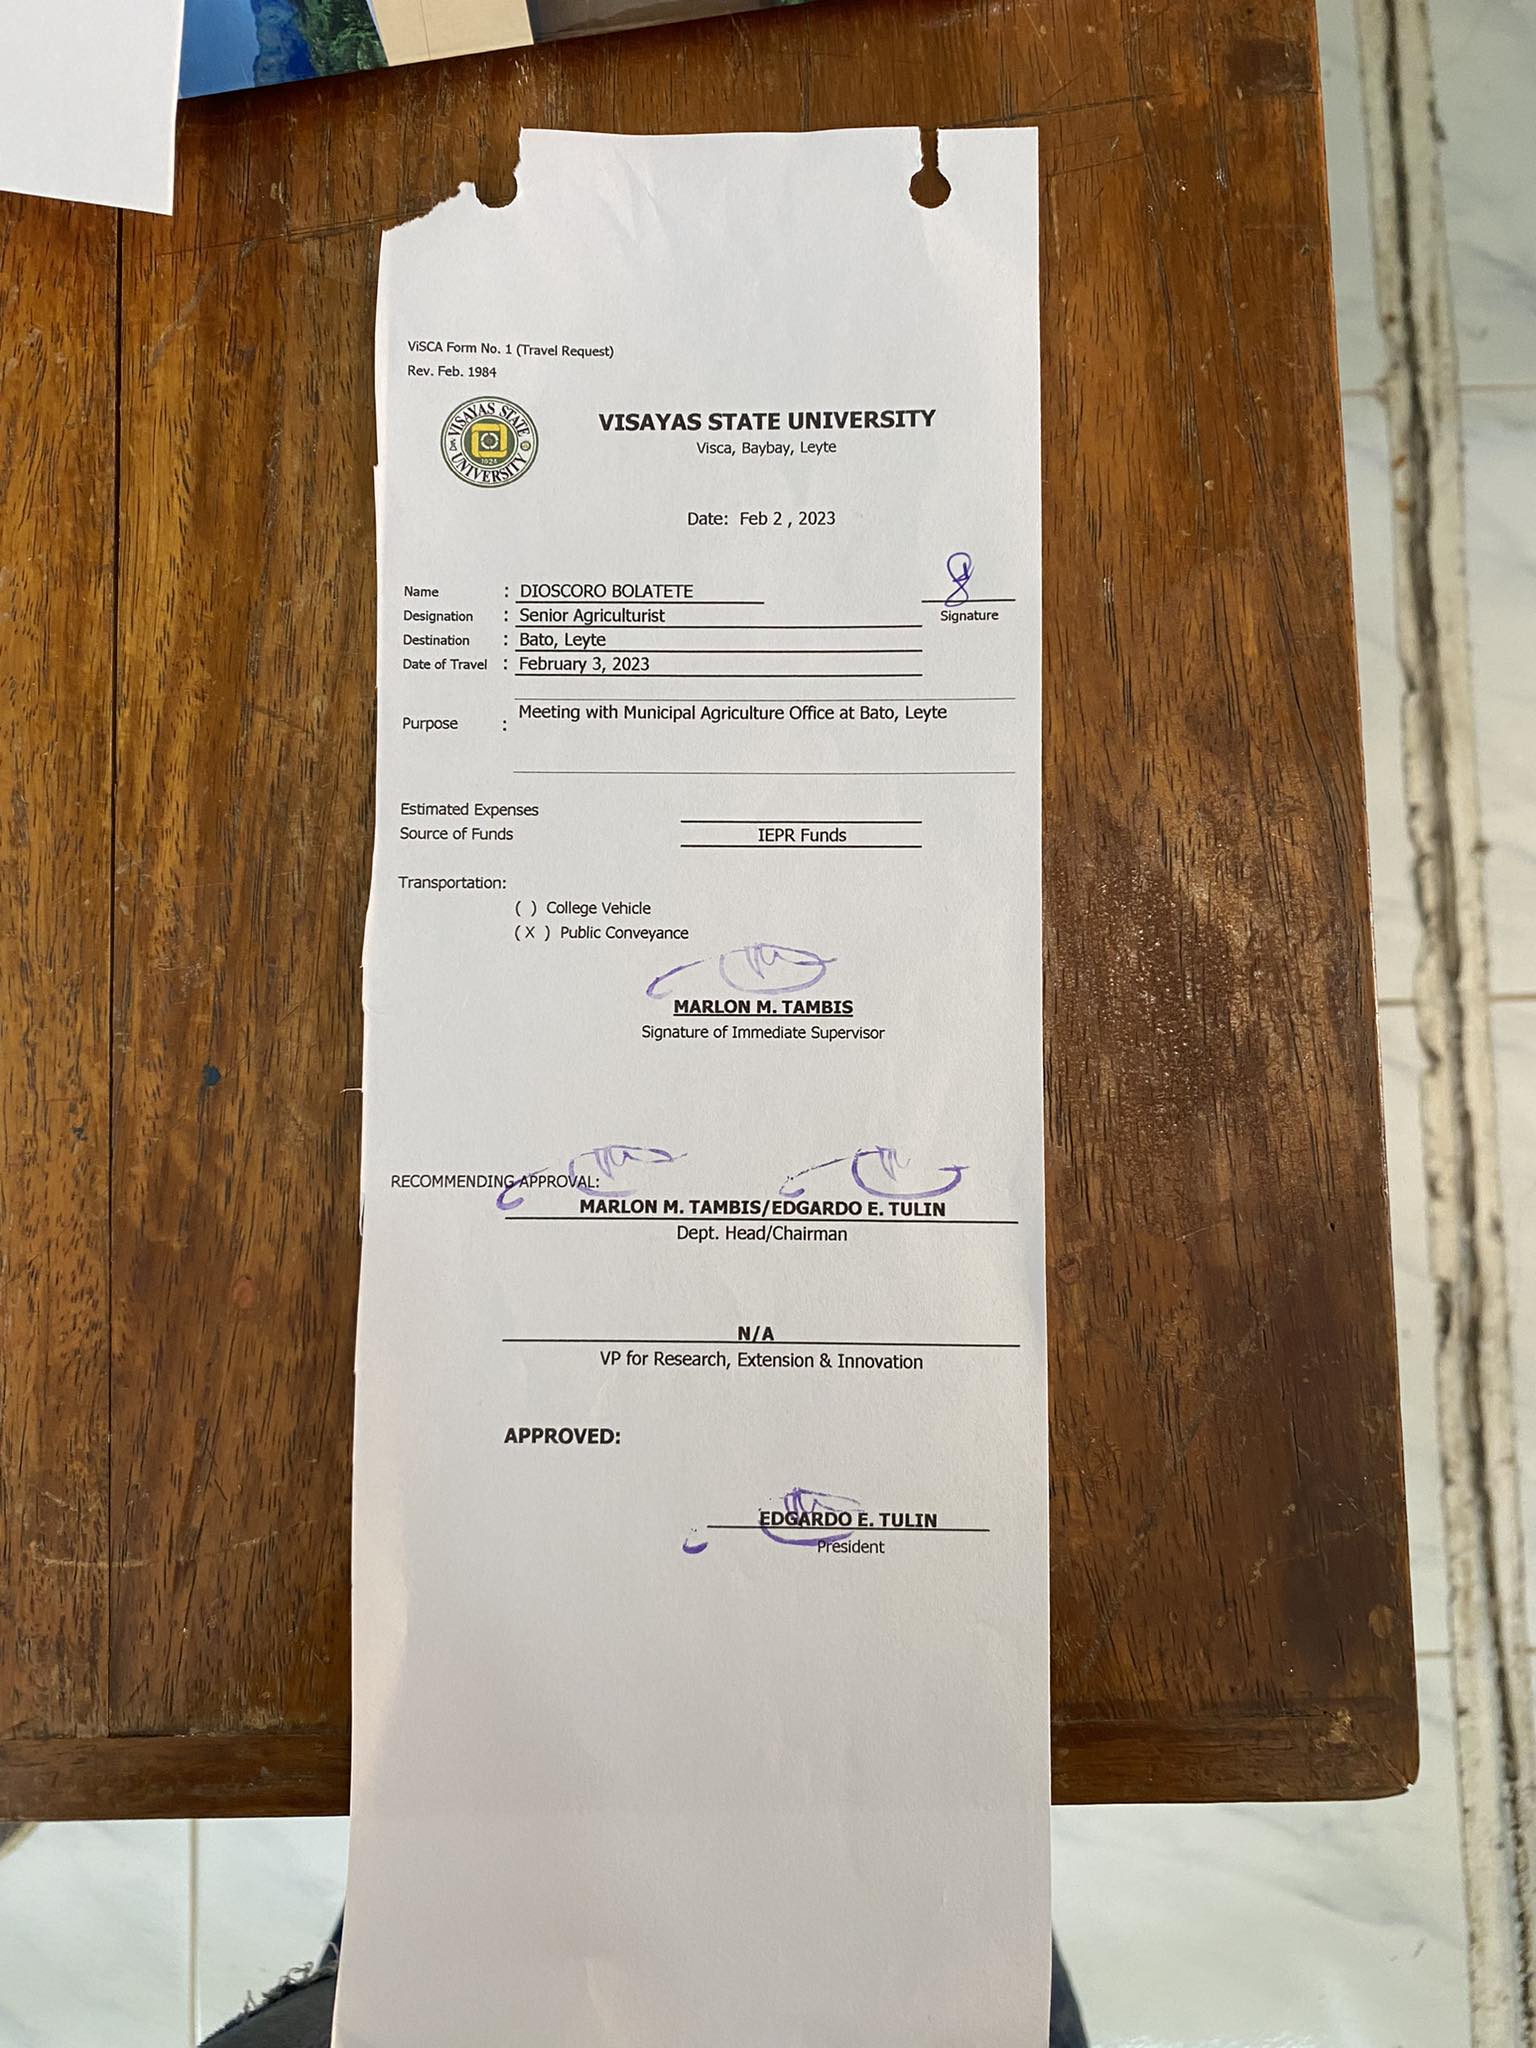 ViSCA Form No. 1 (Travel Request)
Rev. Feb. 1984
VISAYAS STATE UNIVERSITY
1924
VISAYAS STATE UNIVERSITY
Visca, Baybay, Leyte
Date: Feb 2 , 2023
Name : DIOSCORO BOLATETE
Designation : Senior Agriculturist
Signature
Destination : Bato, Leyte
Date of Travel : February 3, 2023
Purpose : Meeting with Municipal Agriculture Office at Bato, Leyte
Estimated Expenses
Source of Funds IEPR Funds
Transportation:
( ) College Vehicle
( X ) Public Conveyance
MARLON M. TAMBIS
Signature of Immediate Supervisor
RECOMMENDING APPROVAL:
MARLON M. TAMBIS/EDGARDO E. TULIN
Dept. Head/Chairman
N/A
VP for Research, Extension & Innovation
APPROVED:
EDGARDO E. TULIN
President